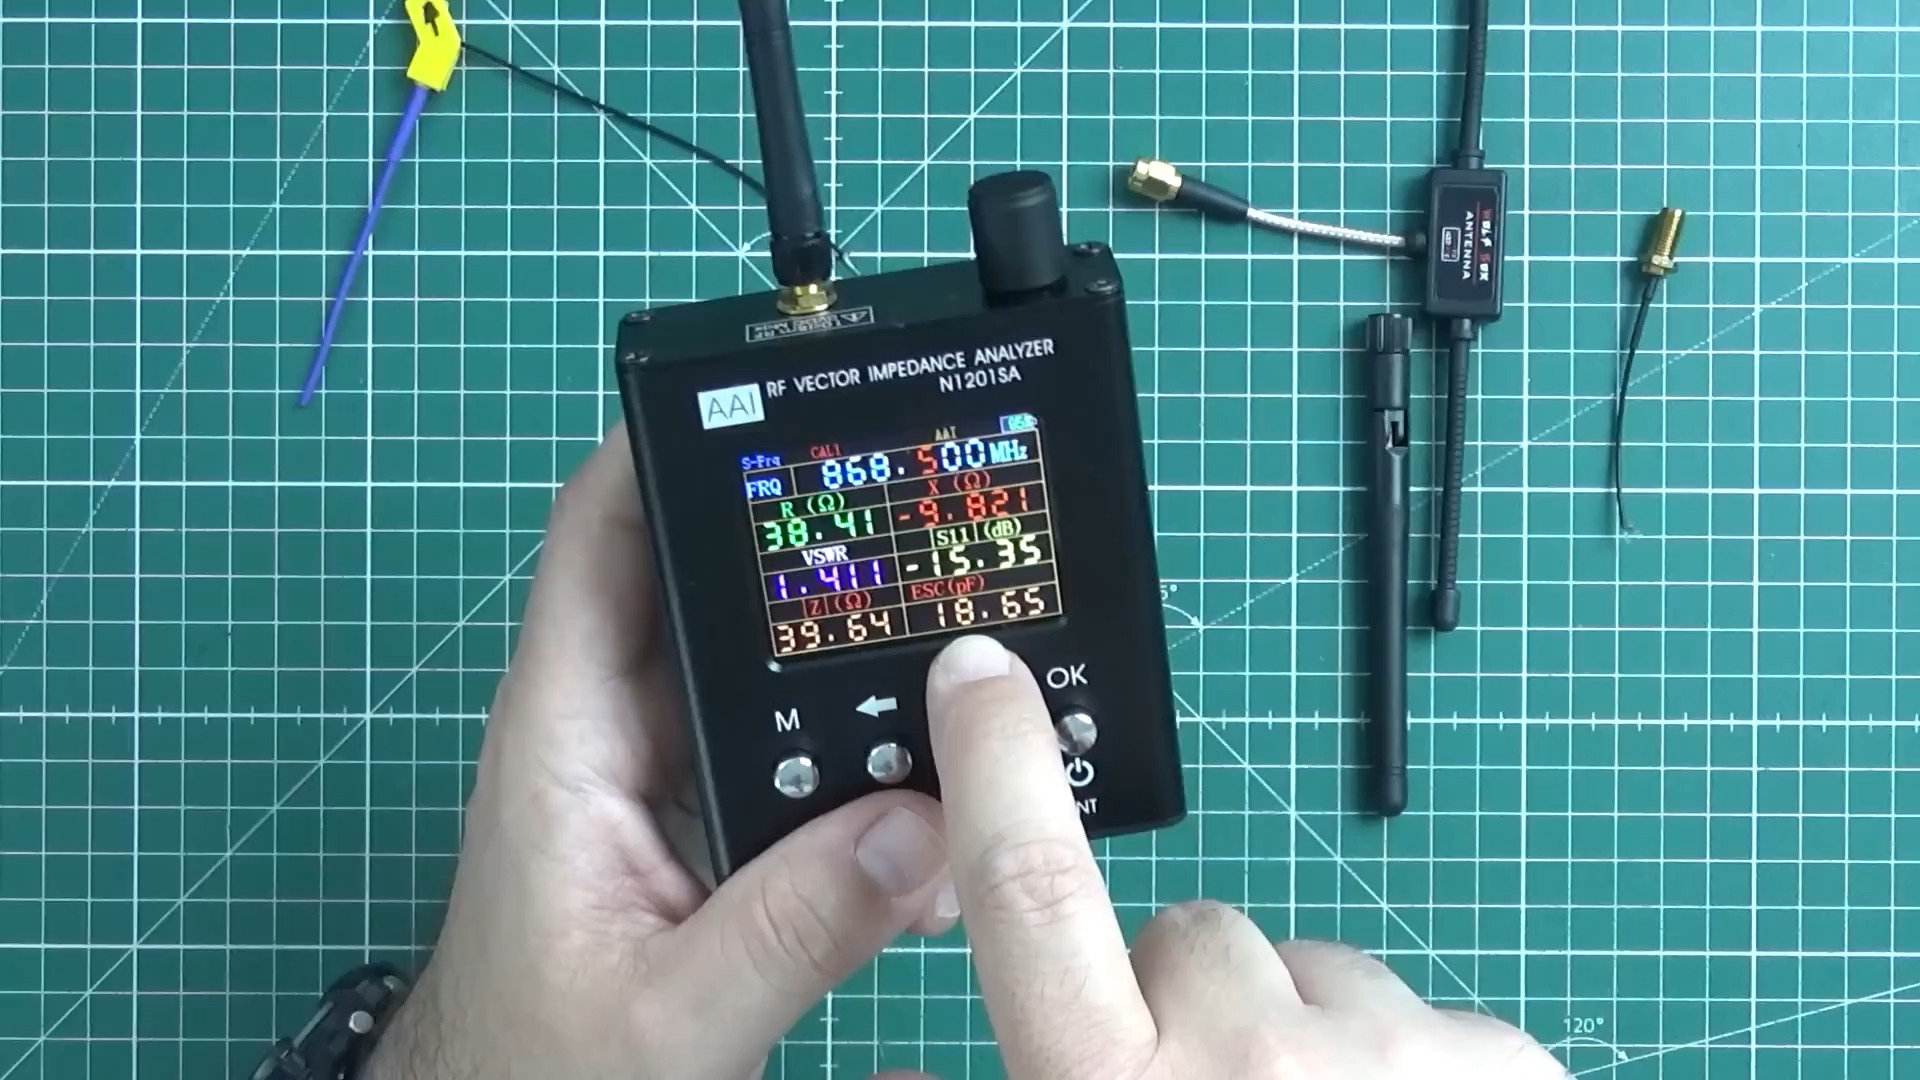 RF VECTOR IMPEDANCE ANALYZER
N1201SA
AAI
S-Frq CAL1 AAI
FRQ 868.500MHz
R (Ω) X (Ω)
38.41 -9.821
VSWR |S11|(dB)
1.411 -15.35
|Z|(Ω) ESC(pF)
39.64 18.65
M ← OK
ANTENNA
120°